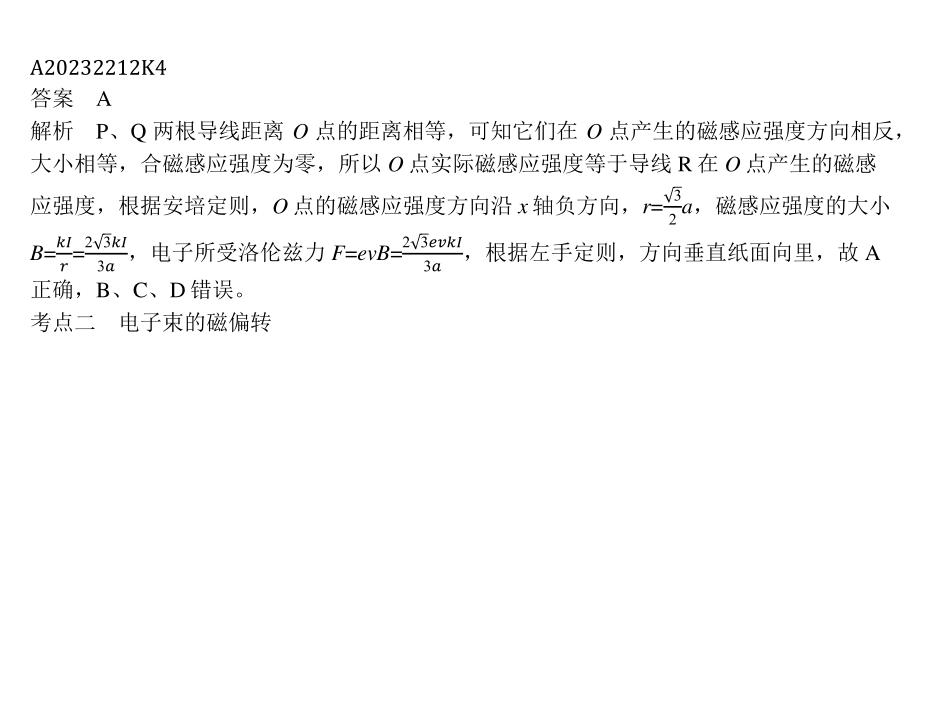 A20232212K4
答案　A
解析　P、Q 两根导线距离 O 点的距离相等，可知它们在 O 点产生的磁感应强度方向相反，
大小相等，合磁感应强度为零，所以 O 点实际磁感应强度等于导线 R 在 O 点产生的磁感
应强度，根据安培定则，O 点的磁感应强度方向沿 x 轴负方向，r=\frac{\sqrt{3}}{2}a，磁感应强度的大小
B=\frac{kI}{r}=\frac{2\sqrt{3}kI}{3a}，电子所受洛伦兹力 F=evB=\frac{2\sqrt{3}evkI}{3a}，根据左手定则，方向垂直纸面向里，故 A
正确，B、C、D 错误。
考点二　电子束的磁偏转